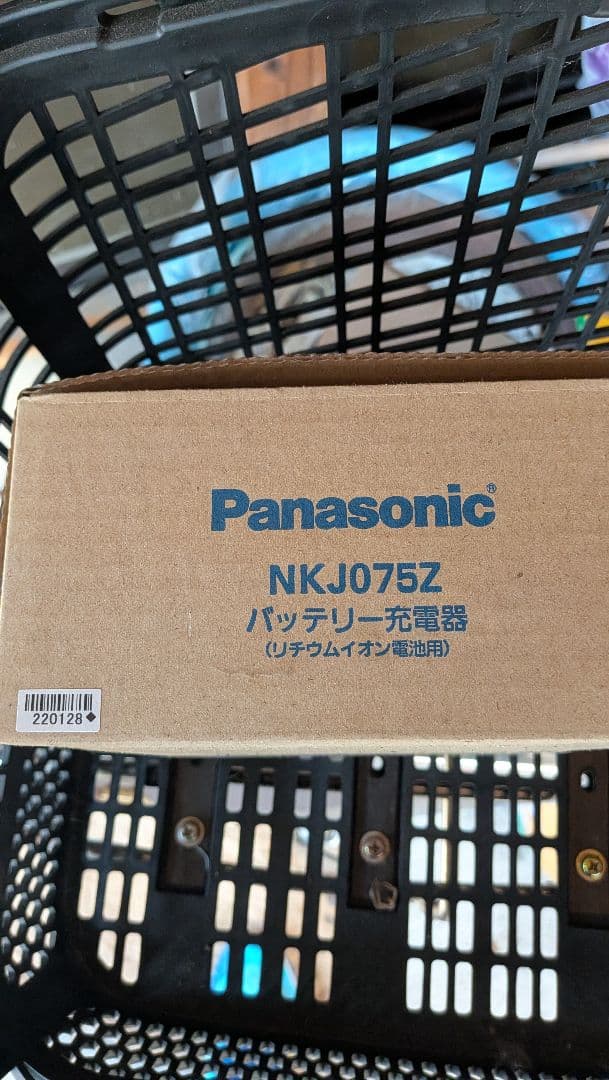 Panasonic®
NKJ075Z
バッテリー充電器
(リチウムイオン電池用)
220128◆